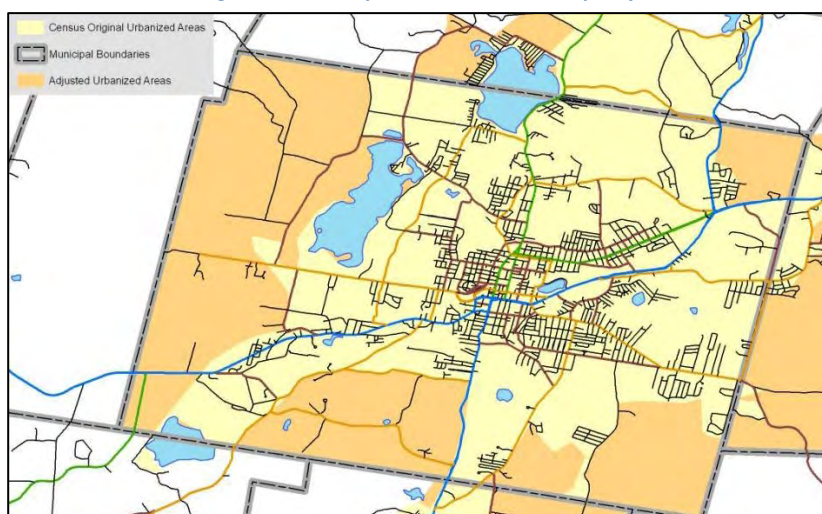 Census Original Urbanized Areas
Municipal Boundaries
Adjusted Urbanized Areas